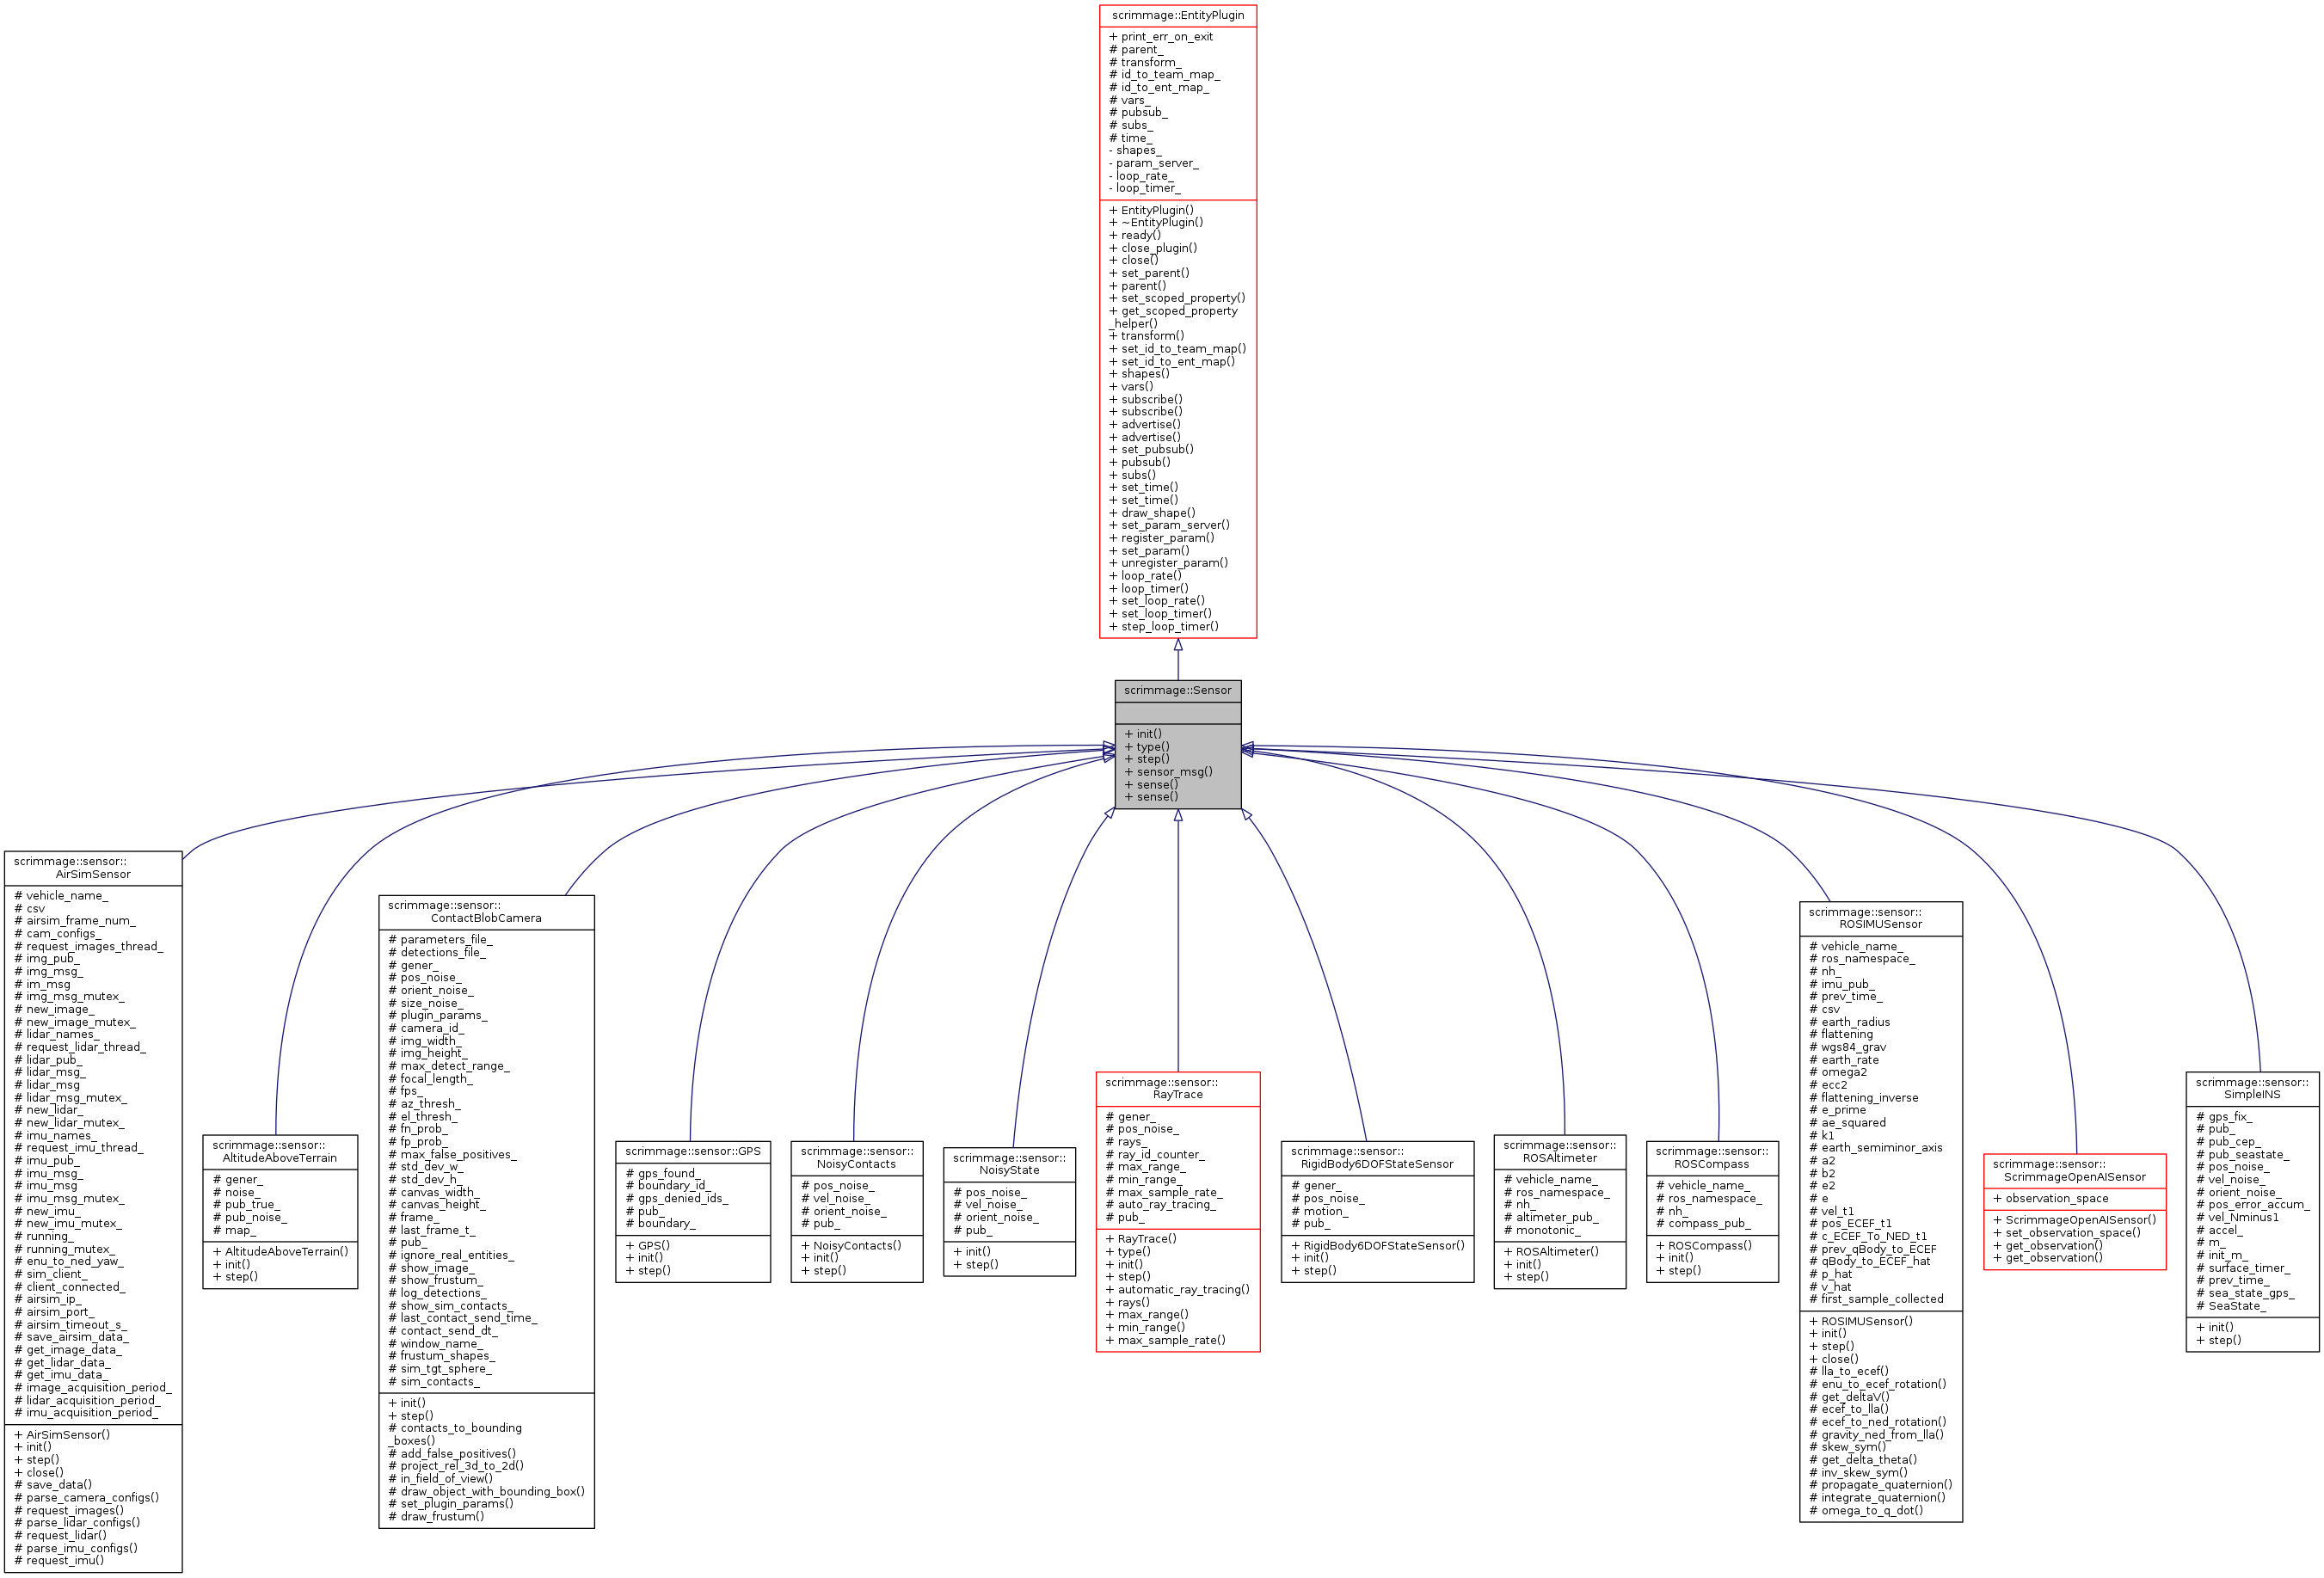 scrimmage::EntityPlugin
+ print_err_on_exit
# parent_
# transform_
# id_to_team_map_
# id_to_ent_map_
# vars_
# pubsub_
# subs_
# time_
- shapes_
- param_server_
- loop_rate_
- loop_timer_
+ EntityPlugin()
+ ~EntityPlugin()
+ ready()
+ close_plugin()
+ close()
+ set_parent()
+ parent()
+ set_scoped_property()
+ get_scoped_property
_helper()
+ transform()
+ set_id_to_team_map()
+ set_id_to_ent_map()
+ shapes()
+ vars()
+ subscribe()
+ subscribe()
+ advertise()
+ advertise()
+ set_pubsub()
+ pubsub()
+ subs()
+ set_time()
+ set_time()
+ draw_shape()
+ set_param_server()
+ register_param()
+ set_param()
+ unregister_param()
+ loop_rate()
+ loop_timer()
+ set_loop_rate()
+ set_loop_timer()
+ step_loop_timer()
scrimmage::Sensor
+ init()
+ type()
+ step()
+ sensor_msg()
+ sense()
+ sense()
scrimmage::sensor::
AirSimSensor
# vehicle_name_
# csv
# airsim_frame_num_
# cam_configs_
# request_images_thread_
# img_pub_
# img_msg_
# im_msg
# img_msg_mutex_
# new_image_
# new_image_mutex_
# lidar_names_
# request_lidar_thread_
# lidar_pub_
# lidar_msg_
# lidar_msg
# lidar_msg_mutex_
# new_lidar_
# new_lidar_mutex_
# imu_names_
# request_imu_thread_
# imu_pub_
# imu_msg_
# imu_msg
# imu_msg_mutex_
# new_imu_
# new_imu_mutex_
# running_
# running_mutex_
# enu_to_ned_yaw_
# sim_client_
# client_connected_
# airsim_ip_
# airsim_port_
# airsim_timeout_s_
# save_airsim_data_
# get_image_data_
# get_lidar_data_
# get_imu_data_
# image_acquisition_period_
# lidar_acquisition_period_
# imu_acquisition_period_
+ AirSimSensor()
+ init()
+ step()
+ close()
# save_data()
# parse_camera_configs()
# request_images()
# parse_lidar_configs()
# request_lidar()
# parse_imu_configs()
# request_imu()
scrimmage::sensor::
AltitudeAboveTerrain
# gener_
# noise_
# pub_true_
# pub_noise_
# map_
+ AltitudeAboveTerrain()
+ init()
+ step()
scrimmage::sensor::
ContactBlobCamera
# parameters_file_
# detections_file_
# gener_
# pos_noise_
# orient_noise_
# size_noise_
# plugin_params_
# camera_id_
# img_width_
# img_height_
# max_detect_range_
# focal_length_
# fps_
# az_thresh_
# el_thresh_
# fn_prob_
# fp_prob_
# max_false_positives_
# std_dev_w_
# std_dev_h_
# canvas_width_
# canvas_height_
# frame_
# last_frame_t_
# pub_
# ignore_real_entities_
# show_image_
# show_frustum_
# log_detections_
# show_sim_contacts_
# last_contact_send_time_
# contact_send_dt_
# window_name_
# frustum_shapes_
# sim_tgt_sphere_
# sim_contacts_
+ init()
+ step()
# contacts_to_bounding
_boxes()
# add_false_positives()
# project_rel_3d_to_2d()
# in_field_of_view()
# draw_object_with_bounding_box()
# set_plugin_params()
# draw_frustum()
scrimmage::sensor::GPS
# gps_found_
# boundary_id_
# gps_denied_ids_
# pub_
# boundary_
+ GPS()
+ init()
+ step()
scrimmage::sensor::
NoisyContacts
# pos_noise_
# vel_noise_
# orient_noise_
# pub_
+ NoisyContacts()
+ init()
+ step()
scrimmage::sensor::
NoisyState
# pos_noise_
# vel_noise_
# orient_noise_
# pub_
+ init()
+ step()
scrimmage::sensor::
RayTrace
# gener_
# pos_noise_
# rays_
# ray_id_counter_
# max_range_
# min_range_
# max_sample_rate_
# auto_ray_tracing_
# pub_
+ RayTrace()
+ type()
+ init()
+ step()
+ automatic_ray_tracing()
+ rays()
+ max_range()
+ min_range()
+ max_sample_rate()
scrimmage::sensor::
RigidBody6DOFStateSensor
# gener_
# pos_noise_
# motion_
# pub_
+ RigidBody6DOFStateSensor()
+ init()
+ step()
scrimmage::sensor::
ROSAltimeter
# vehicle_name_
# ros_namespace_
# nh_
# altimeter_pub_
# monotonic_
+ ROSAltimeter()
+ init()
+ step()
scrimmage::sensor::
ROSCompass
# vehicle_name_
# ros_namespace_
# nh_
# compass_pub_
+ ROSCompass()
+ init()
+ step()
scrimmage::sensor::
ROSIMUSensor
# vehicle_name_
# ros_namespace_
# nh_
# imu_pub_
# prev_time_
# csv
# earth_radius
# flattening
# wgs84_grav
# earth_rate
# omega2
# ecc2
# flattening_inverse
# e_prime
# ae_squared
# k1
# earth_semiminor_axis
# a2
# b2
# e2
# e
# vel_t1
# pos_ECEF_t1
# c_ECEF_To_NED_t1
# prev_qBody_to_ECEF
# qBody_to_ECEF_hat
# p_hat
# v_hat
# first_sample_collected
+ ROSIMUSensor()
+ init()
+ step()
+ close()
# lla_to_ecef()
# enu_to_ecef_rotation()
# get_deltaV()
# ecef_to_lla()
# ecef_to_ned_rotation()
# gravity_ned_from_lla()
# skew_sym()
# get_delta_theta()
# inv_skew_sym()
# propagate_quaternion()
# integrate_quaternion()
# omega_to_q_dot()
scrimmage::sensor::
ScrimmageOpenAISensor
+ observation_space
+ ScrimmageOpenAISensor()
+ set_observation_space()
+ get_observation()
+ get_observation()
scrimmage::sensor::
SimpleINS
# gps_fix_
# pub_
# pub_cep_
# pub_seastate_
# pos_noise_
# vel_noise_
# orient_noise_
# pos_error_accum_
# vel_Nminus1
# accel_
# m_
# init_m_
# surface_timer_
# prev_time_
# sea_state_gps_
# SeaState_
+ init()
+ step()